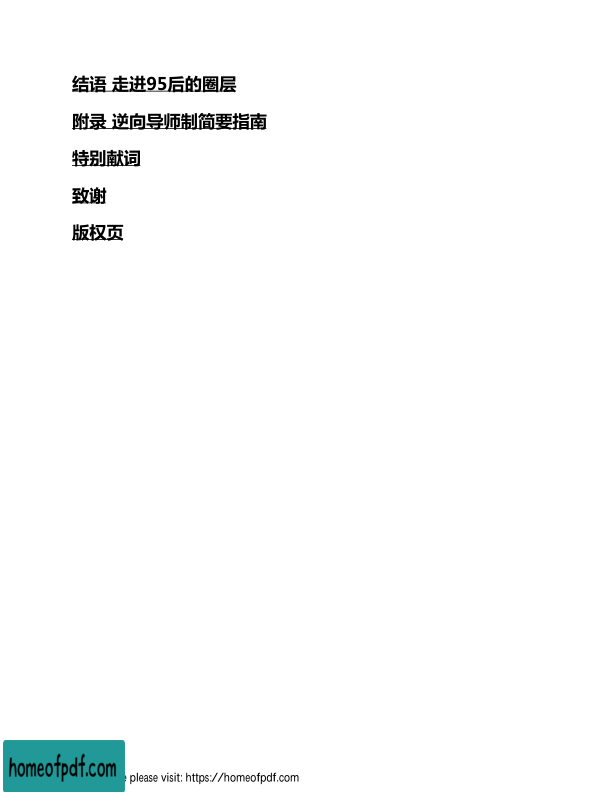 结语 走进95后的圈层
附录 逆向导师制简要指南
特别献词
致谢
版权页
homeofpdf.com
please visit: https://homeofpdf.com